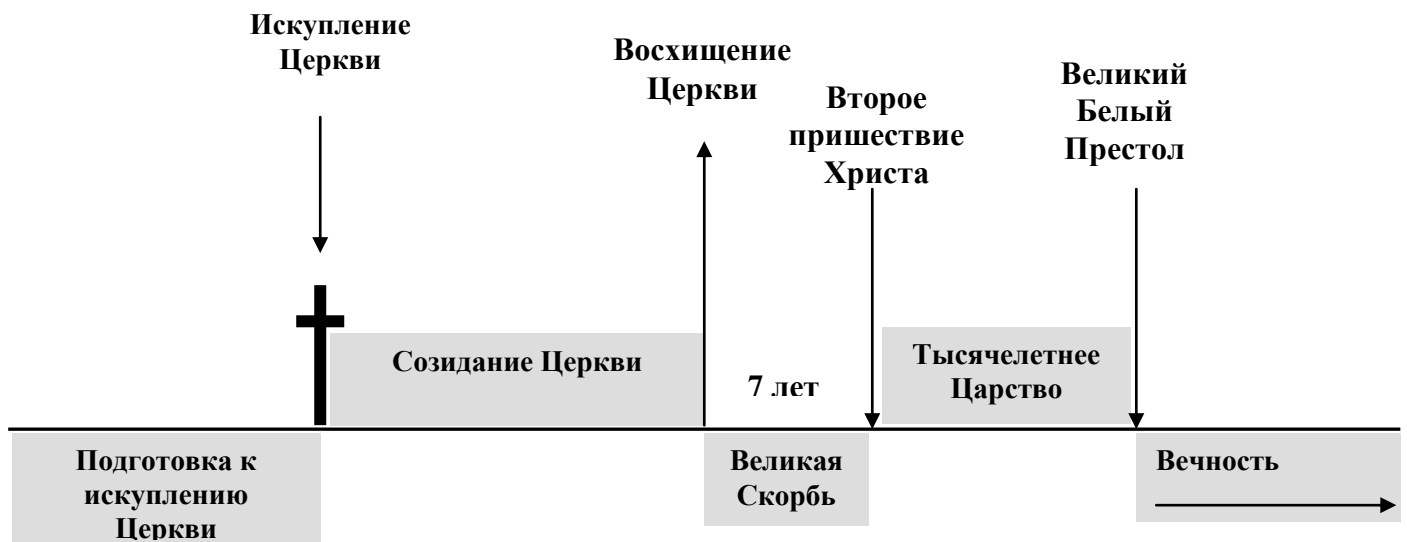 Искупление
Церкви
Восхищение
Церкви
Второе
пришествие
Христа
Великий
Белый
Престол
Созидание Церкви
7 лет
Тысячелетнее
Царство
Подготовка к
искуплению
Церкви
Великая
Скорбь
Вечность